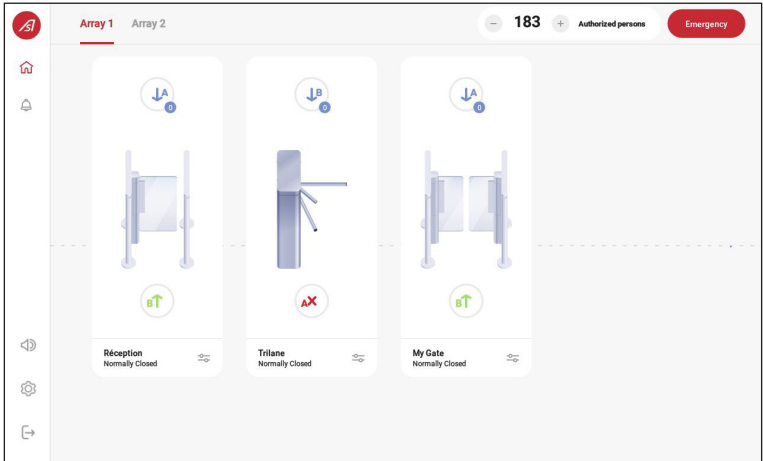 Array 1 Array 2 − 183 + Authorized persons Emergency
A
0
B
0
A
0
B
A
B
Réception
Normally Closed
Trilane
Normally Closed
My Gate
Normally Closed